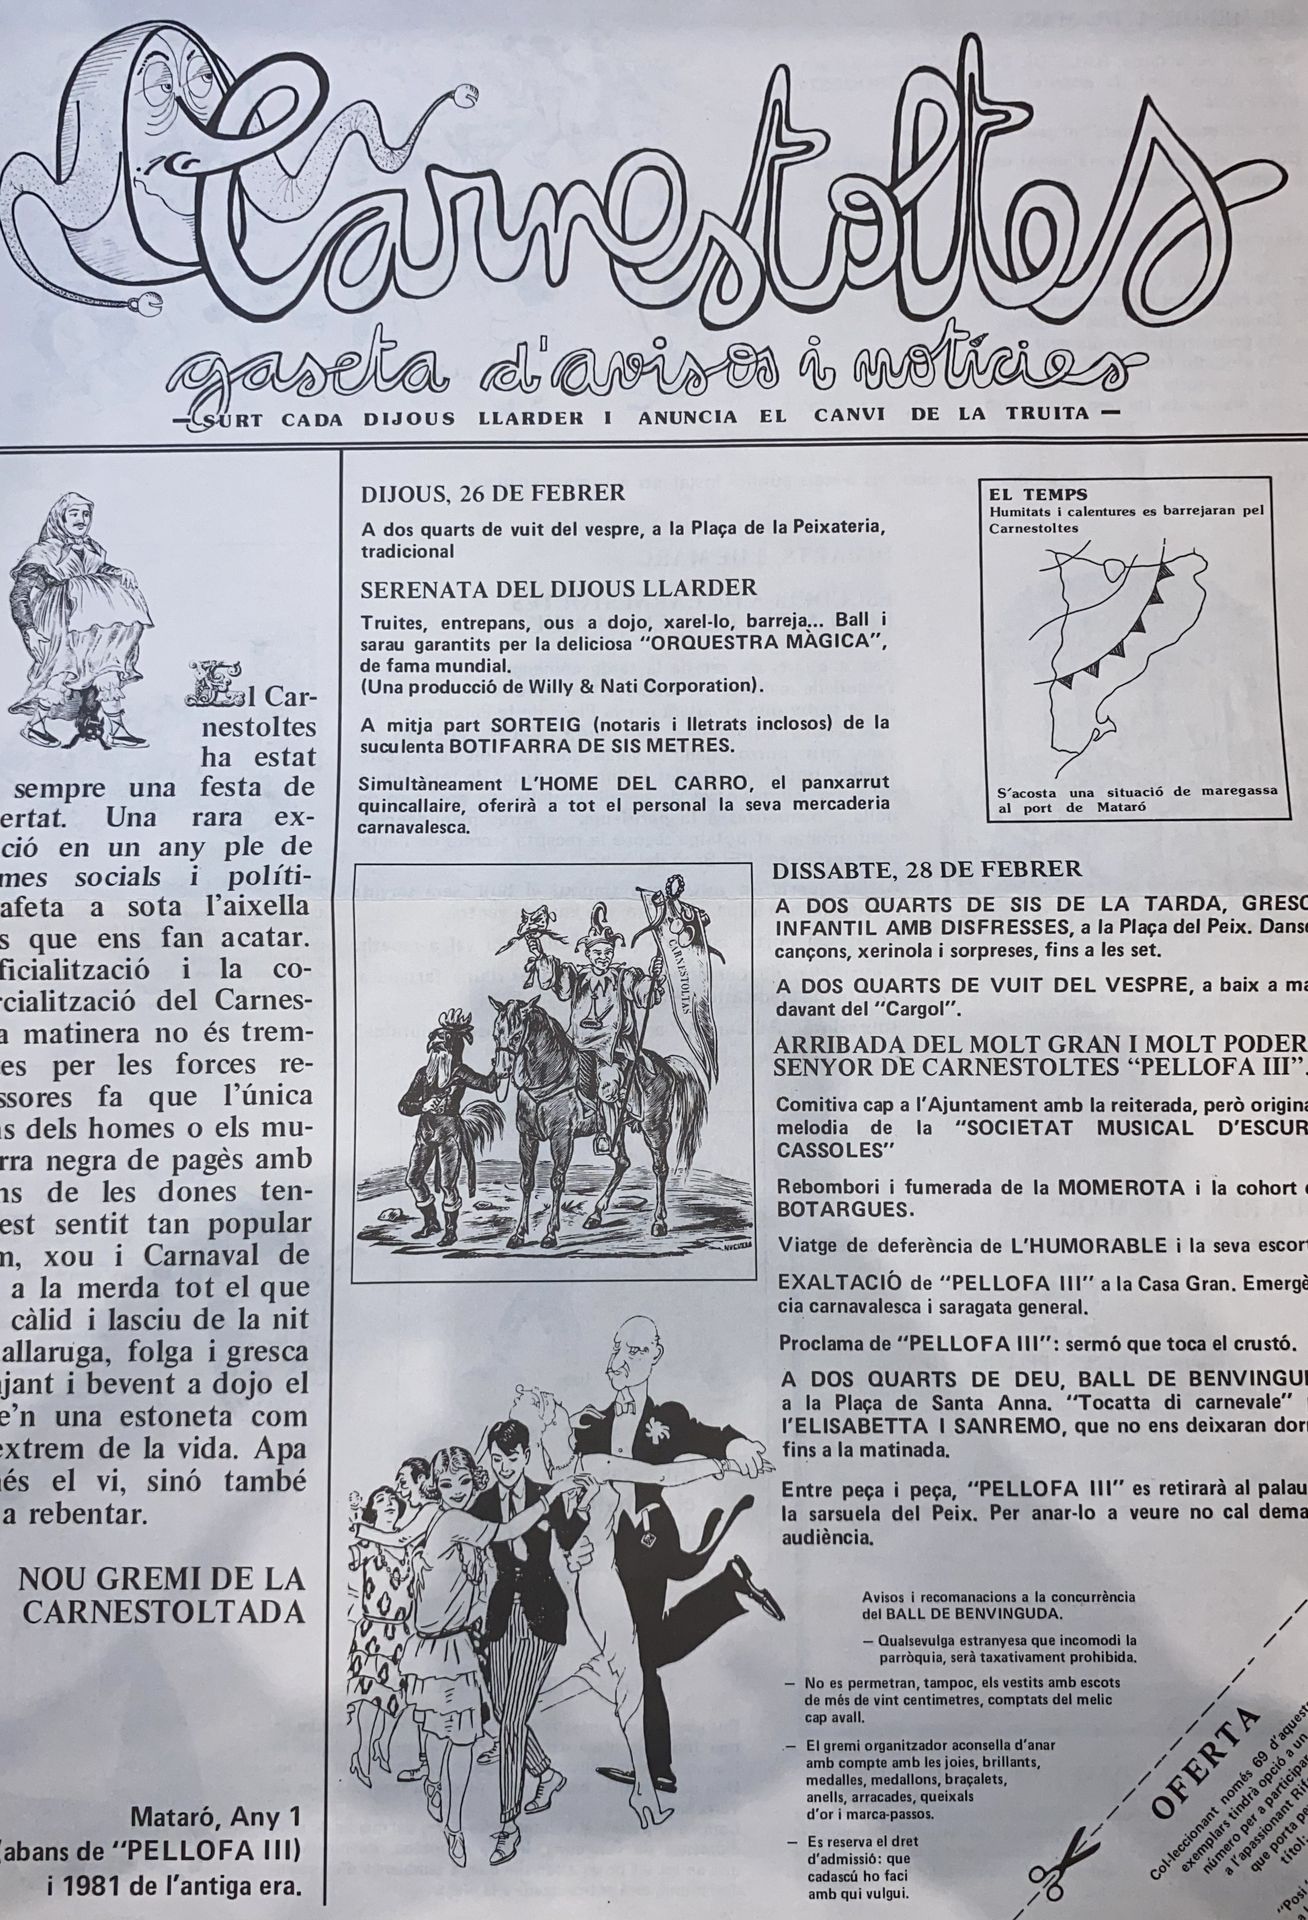 Carnestoltes
gaseta d'avisos i notícies
— SURT CADA DIJOUS LLARDER I ANUNCIA EL CANVI DE LA TRUITA —
El Car-
nestoltes
ha estat
sempre una festa de
ertat. Una rara ex-
ció en un any ple de
mes socials i políti-
afeta a sota l'aixella
s que ens fan acatar.
ficialització i la co-
rcialització del Carnes-
a matinera no és trem-
es per les forces re-
ssores fa que l'única
s dels homes o els mu-
rra negra de pagès amb
ns de les dones ten-
est sentit tan popular
m, xou i Carnaval de
a la merda tot el que
càlid i lasciu de la nit
allaruga, folga i gresca
jant i bevent a dojo el
e'n una estoneta com
extrem de la vida. Apa
és el vi, sinó també
a rebentar.
NOU GREMI DE LA
CARNESTOLTADA
Mataró, Any 1
(abans de "PELLOFA III)
i 1981 de l'antiga era.
DIJOUS, 26 DE FEBRER
A dos quarts de vuit del vespre, a la Plaça de la Peixateria,
tradicional
SERENATA DEL DIJOUS LLARDER
Truites, entrepans, ous a dojo, xarel-lo, barreja... Ball i
sarau garantits per la deliciosa "ORQUESTRA MÀGICA",
de fama mundial.
(Una producció de Willy & Nati Corporation).
A mitja part SORTEIG (notaris i lletrats inclosos) de la
suculenta BOTIFARRA DE SIS METRES.
Simultàneament L'HOME DEL CARRO, el panxarrut
quincallaire, oferirà a tot el personal la seva mercaderia
carnavalesca.
EL TEMPS
Humitats i calentures es barrejaran pel
Carnestoltes
S'acosta una situació de maregassa
al port de Mataró
CARNESTOLTAS
DISSABTE, 28 DE FEBRER
A DOS QUARTS DE SIS DE LA TARDA, GRESC
INFANTIL AMB DISFRESSES, a la Plaça del Peix. Dans
cançons, xerinola i sorpreses, fins a les set.
A DOS QUARTS DE VUIT DEL VESPRE, a baix a ma
davant del "Cargol".
ARRIBADA DEL MOLT GRAN I MOLT PODER
SENYOR DE CARNESTOLTES "PELLOFA III".
Comitiva cap a l'Ajuntament amb la reiterada, però origina
melodia de la "SOCIETAT MUSICAL D'ESCUR
CASSOLES"
Rebombori i fumerada de la MOMEROTA i la cohort
BOTARGUES.
Viatge de deferència de L'HUMORABLE i la seva escort
EXALTACIÓ de "PELLOFA III" a la Casa Gran. Emergè
cia carnavalesca i saragata general.
Proclama de "PELLOFA III": sermó que toca el crustó.
A DOS QUARTS DE DEU, BALL DE BENVINGU
a la Plaça de Santa Anna. "Tocatta di carnevale"
l'ELISABETTA I SANREMO, que no ens deixaran dor
fins a la matinada.
Entre peça i peça, "PELLOFA III" es retirarà al palau
la sarsuela del Peix. Per anar-lo a veure no cal dema
audiència.
Avisos i recomanacions a la concurrència
del BALL DE BENVINGUDA.
— Qualsevulga estranyesa que incomodi la
parròquia, serà taxativament prohibida.
— No es permetran, tampoc, els vestits amb escots
de més de vint centimetres, comptats del melic
cap avall.
— El gremi organitzador aconsella d'anar
amb compte amb les joies, brillants,
medalles, medallons, braçalets,
anells, arracades, queixals
d'or i marca-passos.
— Es reserva el dret
d'admissió: que
cadascú ho faci
amb qui vulgui.
OFERTA
Col·leccionant només 69 d'aquest
exemplars tindrà opció a un
número per a participar
a l'apassionant Rif
que porta pe
títol:
"Posi